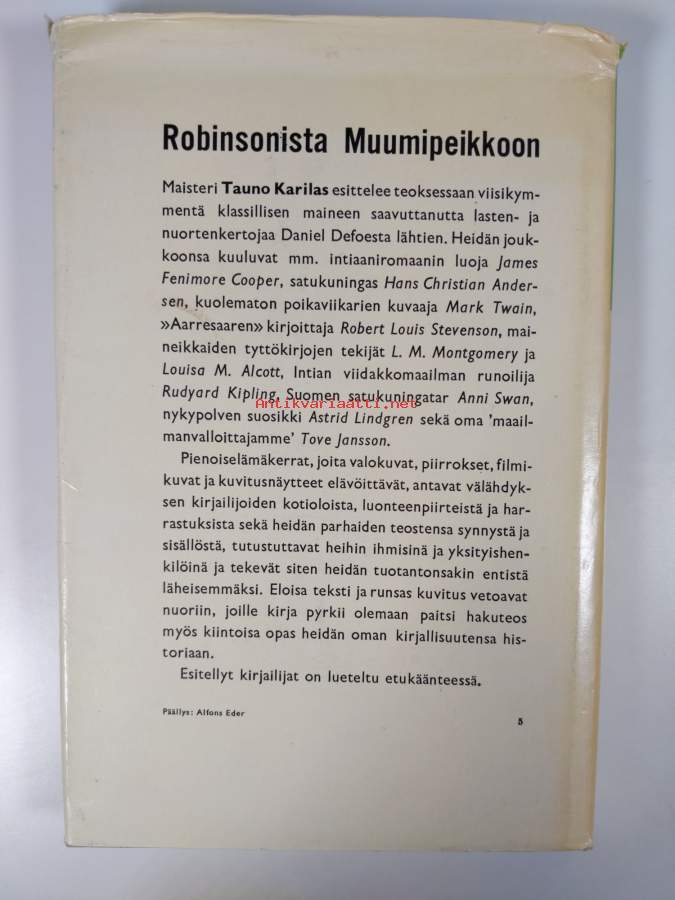 Robinsonista Muumipeikkoon
Maisteri Tauno Karilas esittelee teoksessaan viisikym-
mentä klassillisen maineen saavuttanutta lasten- ja
nuortenkertojaa Daniel Defoesta lähtien. Heidän jouk-
koonsa kuuluvat mm. intiaaniromaanin luoja James
Fenimore Cooper, satukuningas Hans Christian Ander-
sen, kuolematon poikaviikarien kuvaaja Mark Twain,
»Aarresaaren» kirjoittaja Robert Louis Stevenson, mai-
neikkaiden tyttökirjojen tekijät L. M. Montgomery ja
Louisa M. Alcott, Intian viidakkomaailman runoilija
Rudyard Kipling, Suomen satukuningatar Anni Swan,
Antikvariaatti.net
nykypolven suosikki Astrid Lindgren sekä oma 'maail-
manvalloittajamme' Tove Jansson.
Pienoiselämäkerrat, joita valokuvat, piirrokset, filmi-
kuvat ja kuvitusnäytteet elävöittävät, antavat välähdyk-
sen kirjailijoiden kotioloista, luonteenpiirteistä ja har-
rastuksista sekä heidän parhaiden teostensa synnystä ja
sisällöstä, tutustuttavat heihin ihmisinä ja yksityishen-
kilöinä ja tekevät siten heidän tuotantonsakin entistä
läheisemmäksi. Eloisa teksti ja runsas kuvitus vetoavat
nuoriin, joille kirja pyrkii olemaan paitsi hakuteos
myös kiintoisa opas heidän oman kirjallisuutensa his-
toriaan.
Esitellyt kirjailijat on lueteltu etukäänteessä.
Päällys: Alfons Eder
5